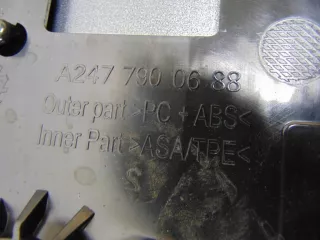 A247 790 06 88
Outer part >PC + ABS<
Inner Part >ASA/TPE<